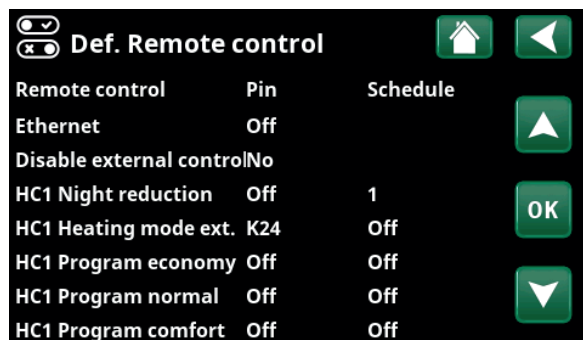 Def. Remote control
Remote control Pin Schedule
Ethernet Off
Disable external control No
HC1 Night reduction Off 1
OK
HC1 Heating mode ext. K24 Off
HC1 Program economy Off Off
HC1 Program normal Off Off
HC1 Program comfort Off Off